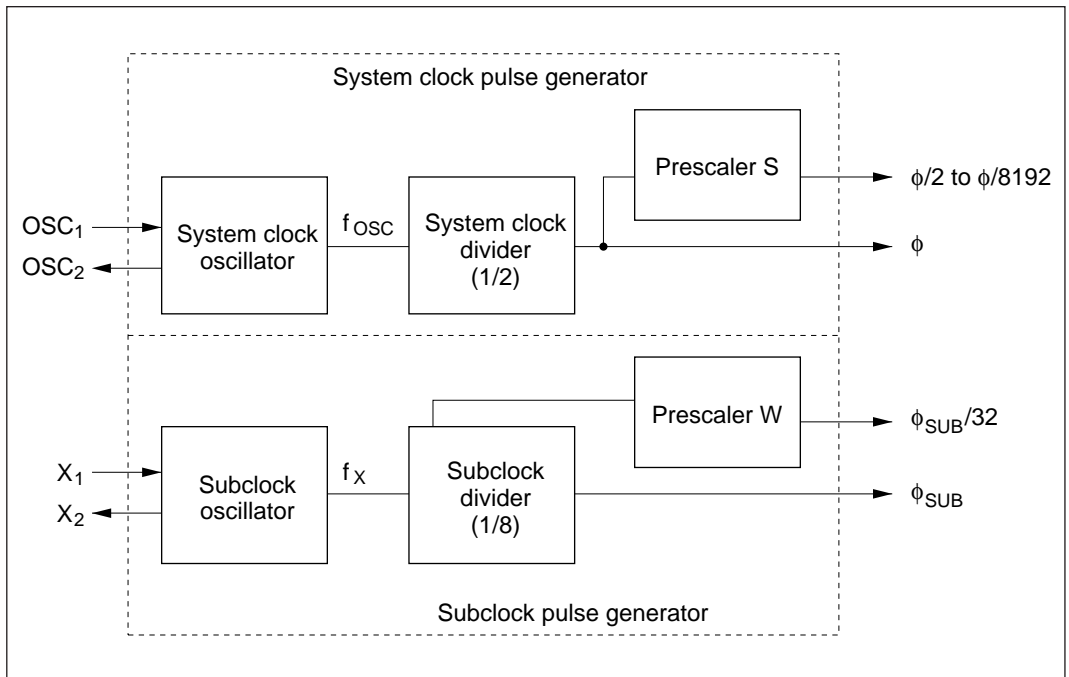 System clock pulse generator
Prescaler S
φ/2 to φ/8192
OSC1
OSC2
System clock
oscillator
fOSC
System clock
divider
(1/2)
φ
Prescaler W
φSUB/32
X1
X2
Subclock
oscillator
fX
Subclock
divider
(1/8)
φSUB
Subclock pulse generator